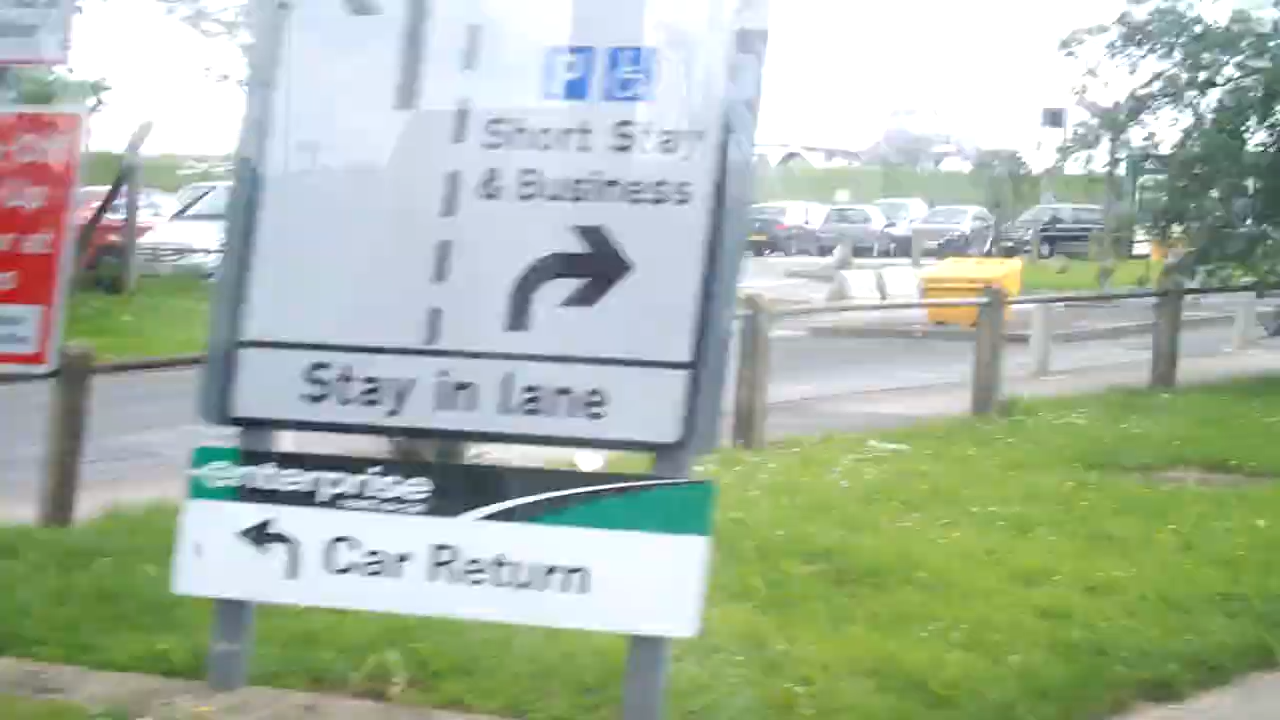 P
Short Stay
& Business
Stay in lane
enterprise
Car Return